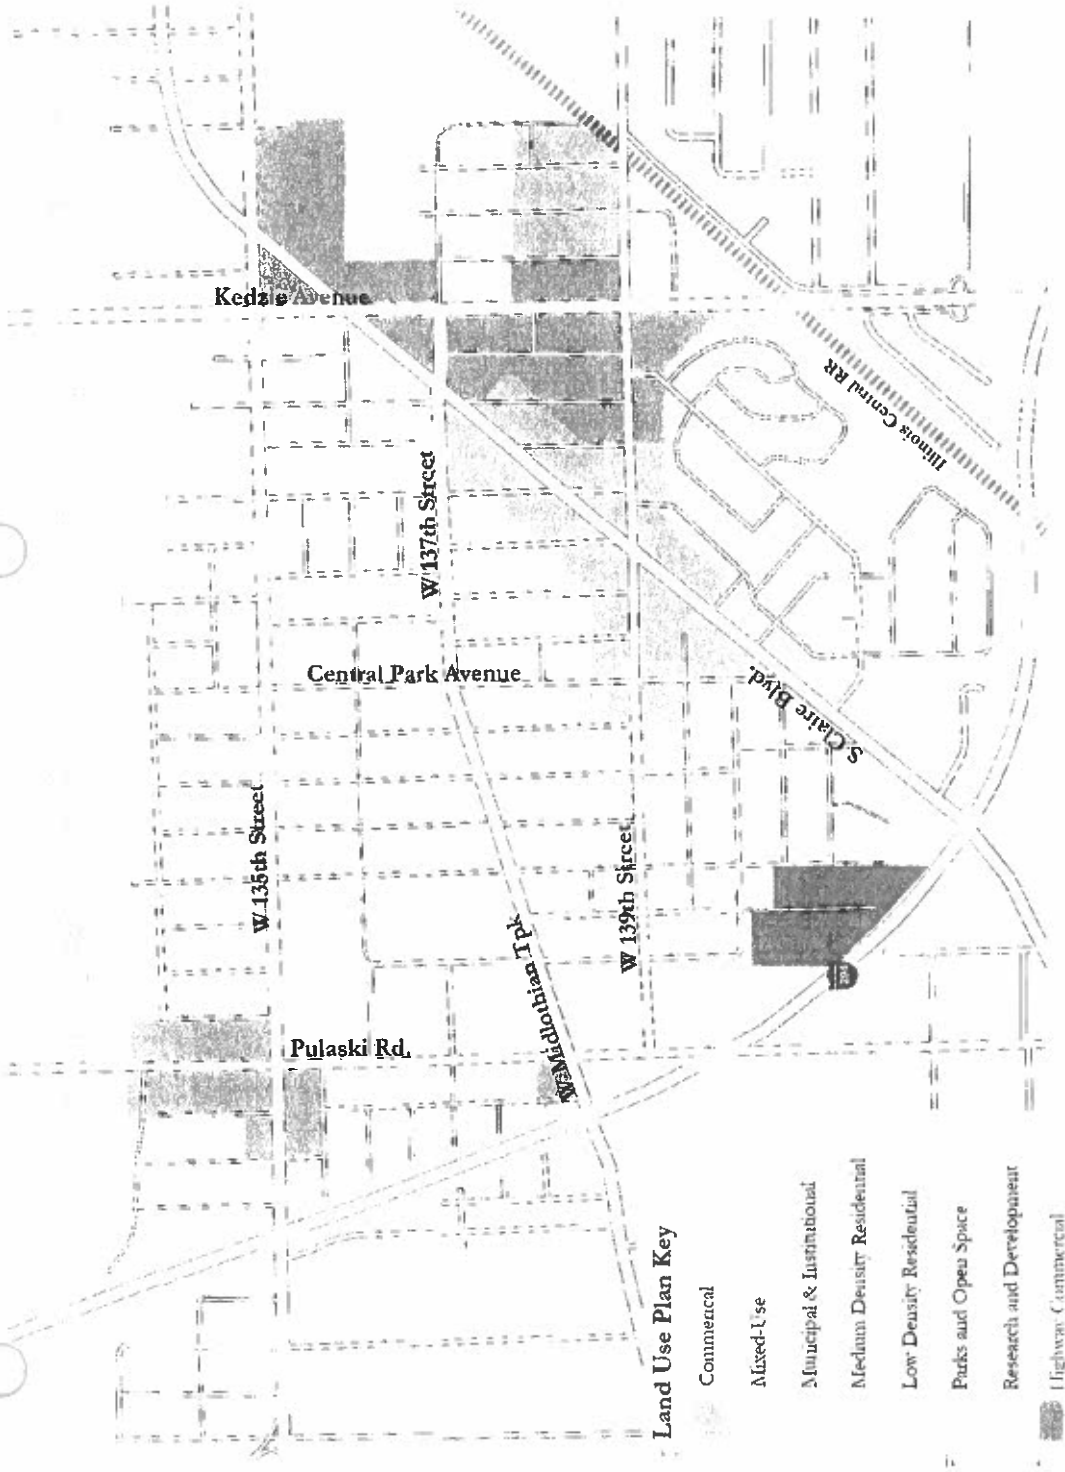 Kedzie Avenue
W 137th Street
Central Park Avenue
W 135th Street
W 139th Street
S. Claire Blvd.
Illinois Central RR
W. Midlothian Tpk
Pulaski Rd.
294
Land Use Plan Key
Commerical
Mixed-Use
Municipal & Institutional
Medium Density Residential
Low Density Residential
Parks and Open Space
Research and Development
Highway Commercial